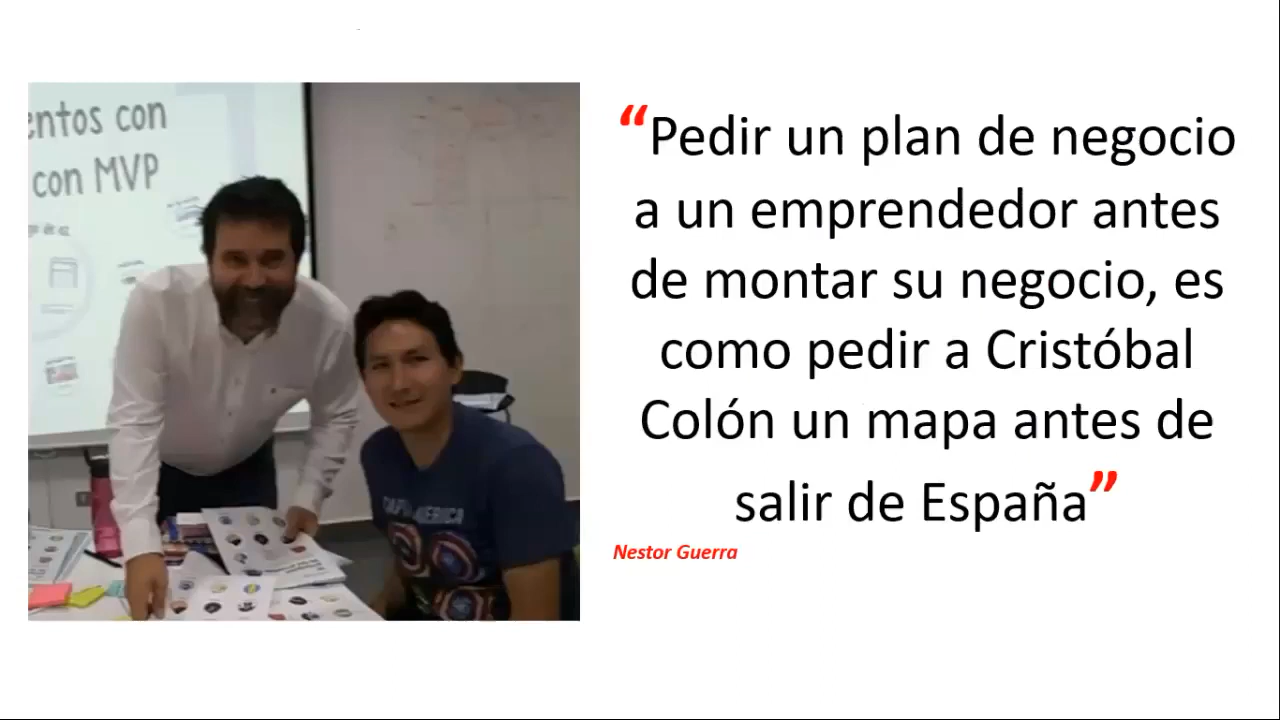 entos con
con MVP
“Pedir un plan de negocio
a un emprendedor antes
de montar su negocio, es
como pedir a Cristóbal
Colón un mapa antes de
salir de España”
Nestor Guerra